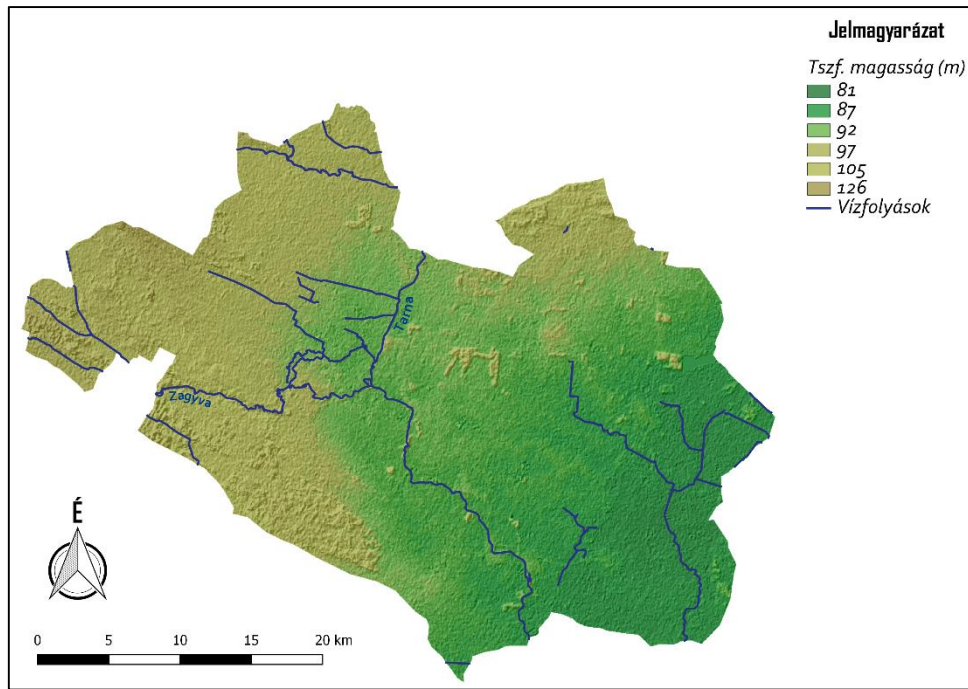 Jelmagyarázat
Tszf. magasság (m)
81
87
92
97
105
126
Vízfolyások
Tarna
Zagyva
É
0 5 10 15 20 km